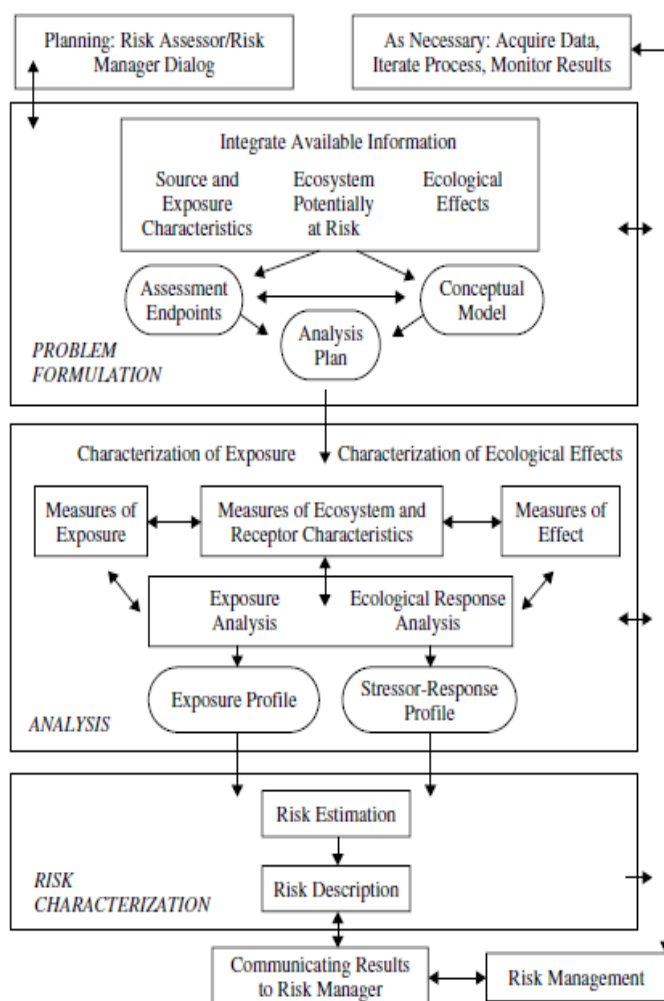 Planning: Risk Assessor/Risk
Manager Dialog
As Necessary: Acquire Data,
Iterate Process, Monitor Results
Integrate Available Information
Source and
Exposure
Characteristics
Ecosystem
Potentially
at Risk
Ecological
Effects
Assessment
Endpoints
Conceptual
Model
Analysis
Plan
PROBLEM
FORMULATION
Characterization of Exposure
Characterization of Ecological Effects
Measures of
Exposure
Measures of Ecosystem and
Receptor Characteristics
Measures of
Effect
Exposure
Analysis
Ecological Response
Analysis
Exposure Profile
Stressor-Response
Profile
ANALYSIS
Risk Estimation
Risk Description
RISK
CHARACTERIZATION
Communicating Results
to Risk Manager
Risk Management